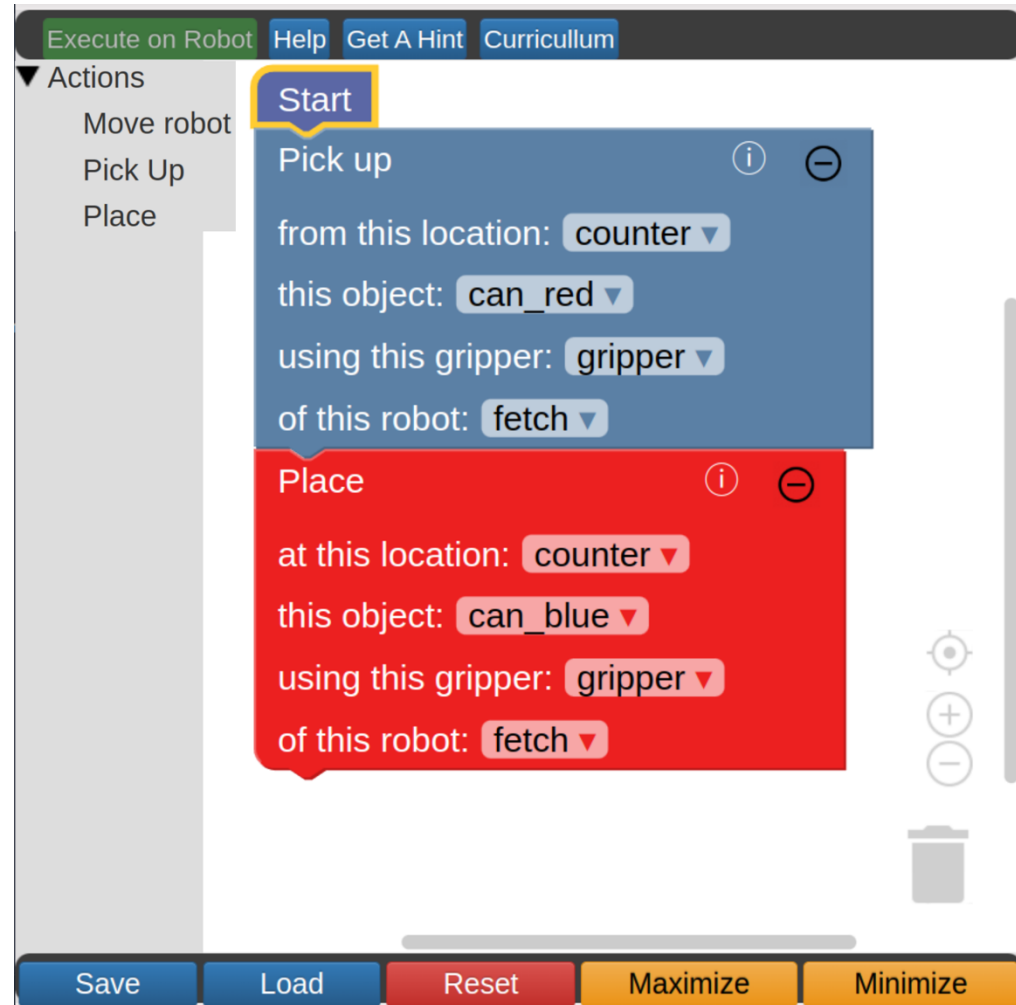 Execute on Robot Help Get A Hint Curricullum
Actions
Move robot
Pick Up
Place
Start
Pick up
from this location: counter
this object: can_red
using this gripper: gripper
of this robot: fetch
Place
at this location: counter
this object: can_blue
using this gripper: gripper
of this robot: fetch
Save Load Reset Maximize Minimize